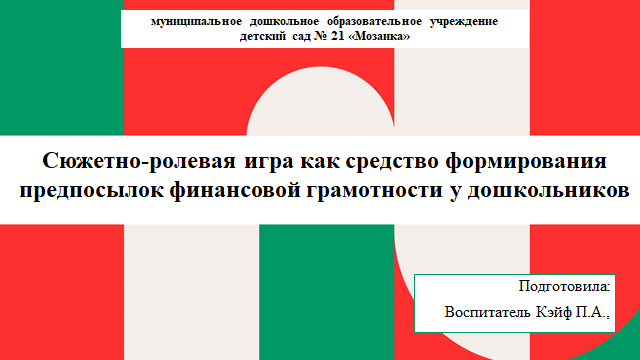 муниципальное дошкольное образовательное учреждение
детский сад № 21 «Мозаика»
Сюжетно-ролевая игра как средство формирования
предпосылок финансовой грамотности у дошкольников
Подготовила:
Воспитатель Кэйф П.А.,